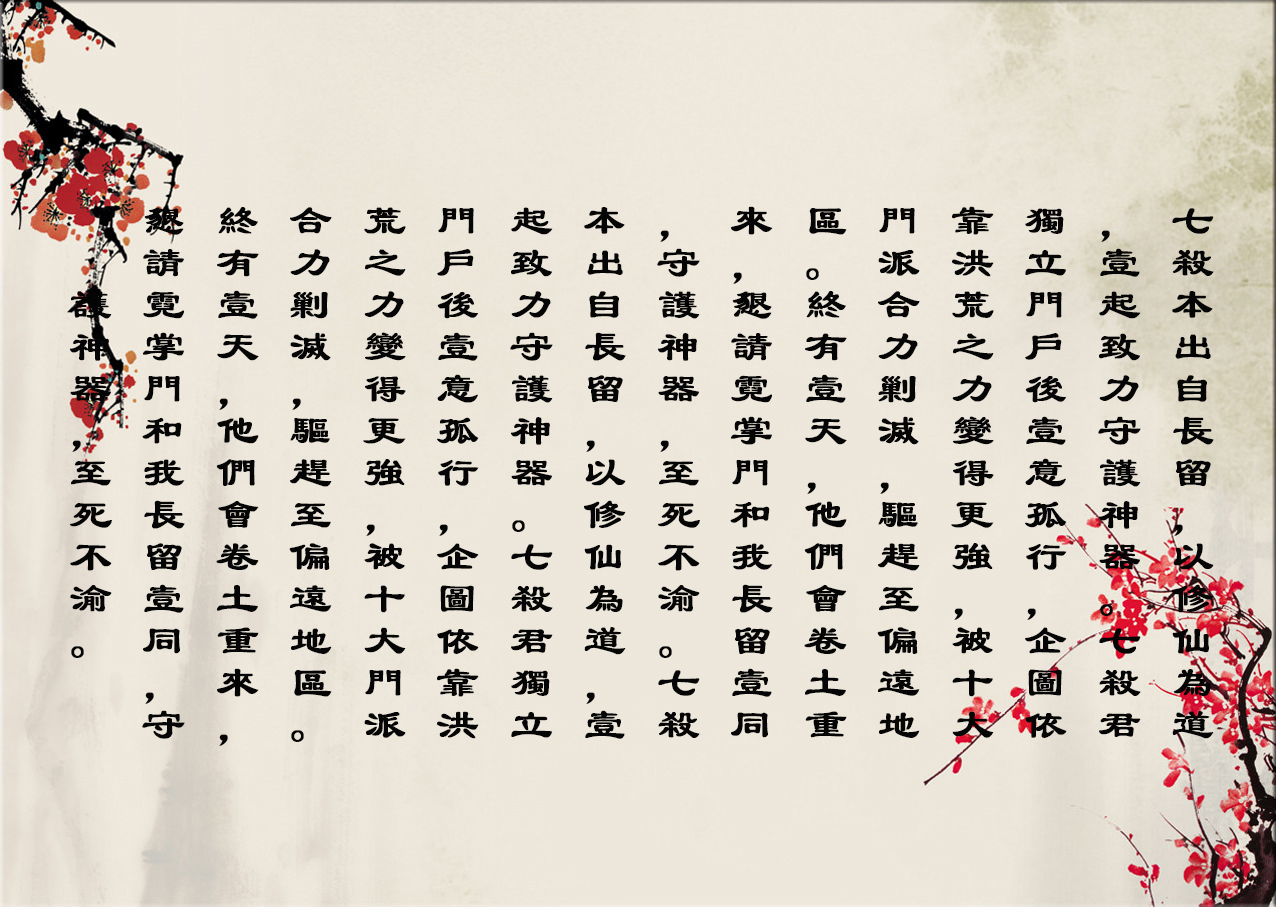 七殺本出自長留，以修仙為道
，壹起致力守護神器。七殺君
獨立門戶後壹意孤行，企圖依
靠洪荒之力變得更強，被十大
門派合力剿滅，驅趕至偏遠地
區。終有壹天，他們會卷土重
來，懇請霓掌門和我長留壹同
，守護神器，至死不渝。七殺
本出自長留，以修仙為道，壹
起致力守護神器。七殺君獨立
門戶後壹意孤行，企圖依靠洪
荒之力變得更強，被十大門派
合力剿滅，驅趕至偏遠地區。
終有壹天，他們會卷土重來，
懇請霓掌門和我長留壹同，守
護神器，至死不渝。